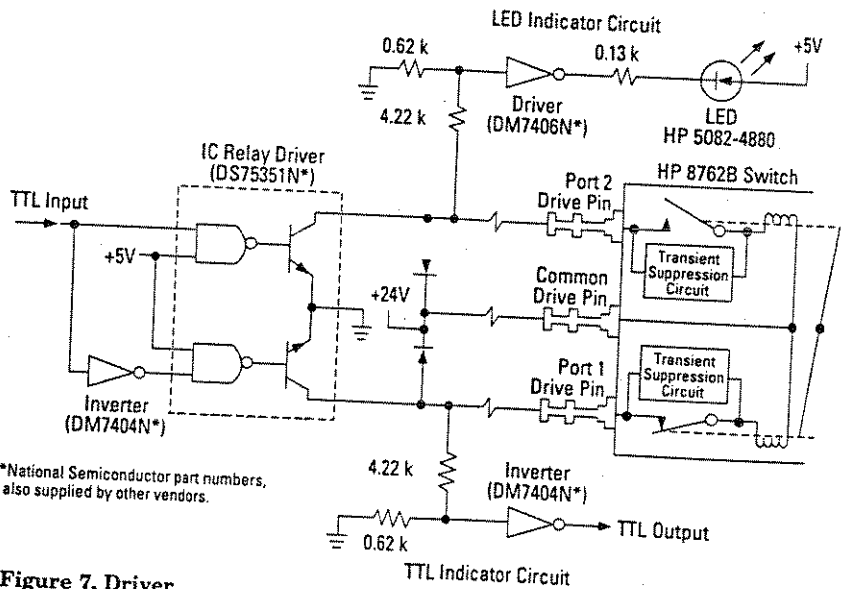 LED Indicator Circuit
0.62 k
0.13 k
+5V
4.22 k
Driver
(DM7406N*)
LED
HP 5082-4880
IC Relay Driver
(DS75351N*)
HP 8762B Switch
TTL Input
Port 2
Drive Pin
+5V
Transient
Suppression
Circuit
+24V
Common
Drive Pin
Port 1
Drive Pin
Transient
Suppression
Circuit
Inverter
(DM7404N*)
*National Semiconductor part numbers,
also supplied by other vendors.
4.22 k
Inverter
(DM7404N*)
TTL Output
0.62 k
TTL Indicator Circuit
Figure 7. Driver